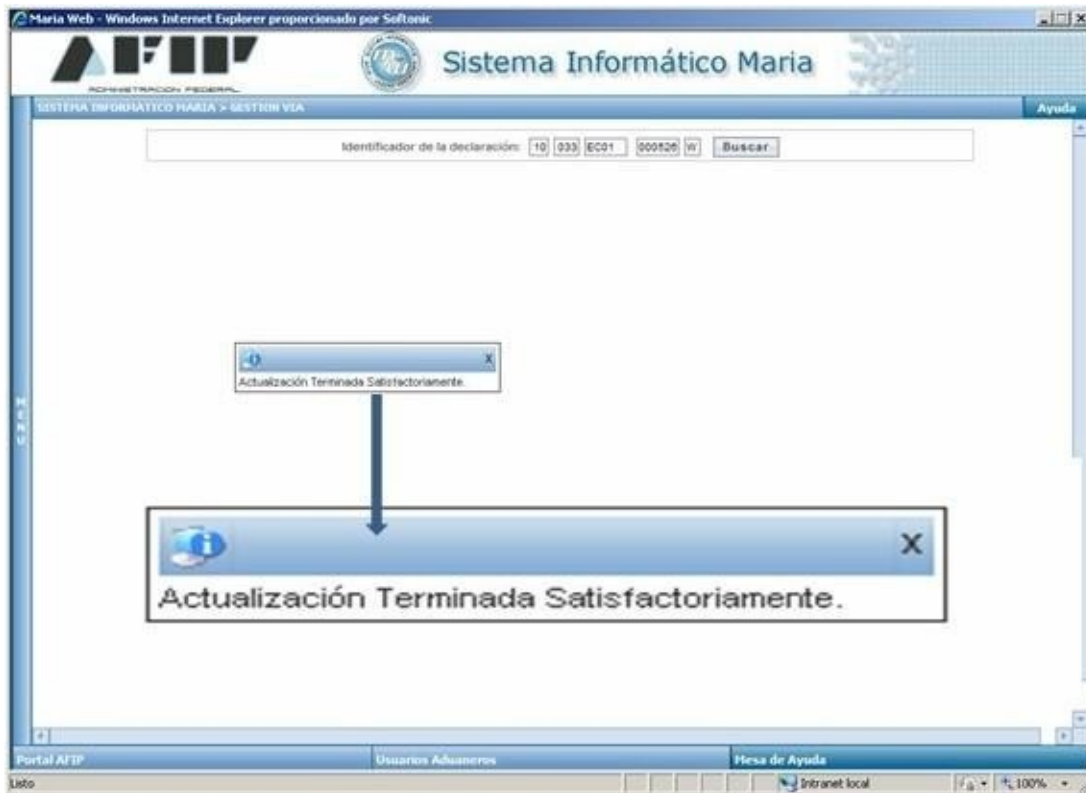 Maria Web - Windows Internet Explorer proporcionado por Softonic
AFIP
ADMINISTRACION FEDERAL
Sistema Informático Maria
SISTEMA INFORMÁTICO MARIA > GESTION VIA
Ayuda
Identificador de la declaración: 10 033 EC01 000526 W Buscar
Actualización Terminada Satisfactoriamente.
X
MENU
X
Actualización Terminada Satisfactoriamente.
Portal AFIP Usuarios Aduaneros Mesa de Ayuda
Listo Intranet local 100%